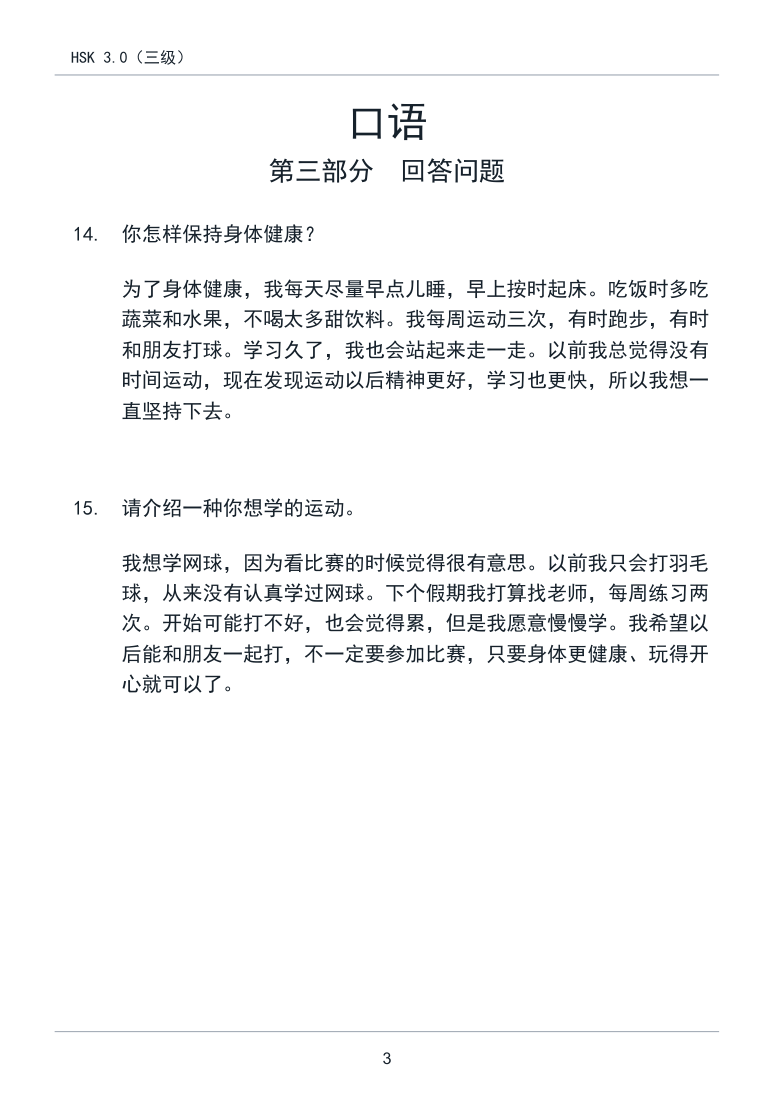 HSK 3.0（三级）
口语
第三部分　回答问题
14. 你怎样保持身体健康？
为了身体健康，我每天尽量早点儿睡，早上按时起床。吃饭时多吃
蔬菜和水果，不喝太多甜饮料。我每周运动三次，有时跑步，有时
和朋友打球。学习久了，我也会站起来走一走。以前我总觉得没有
时间运动，现在发现运动以后精神更好，学习也更快，所以我想一
直坚持下去。
15. 请介绍一种你想学的运动。
我想学网球，因为看比赛的时候觉得很有意思。以前我只会打羽毛
球，从来没有认真学过网球。下个假期我打算找老师，每周练习两
次。开始可能打不好，也会觉得累，但是我愿意慢慢学。我希望以
后能和朋友一起打，不一定要参加比赛，只要身体更健康、玩得开
心就可以了。
3